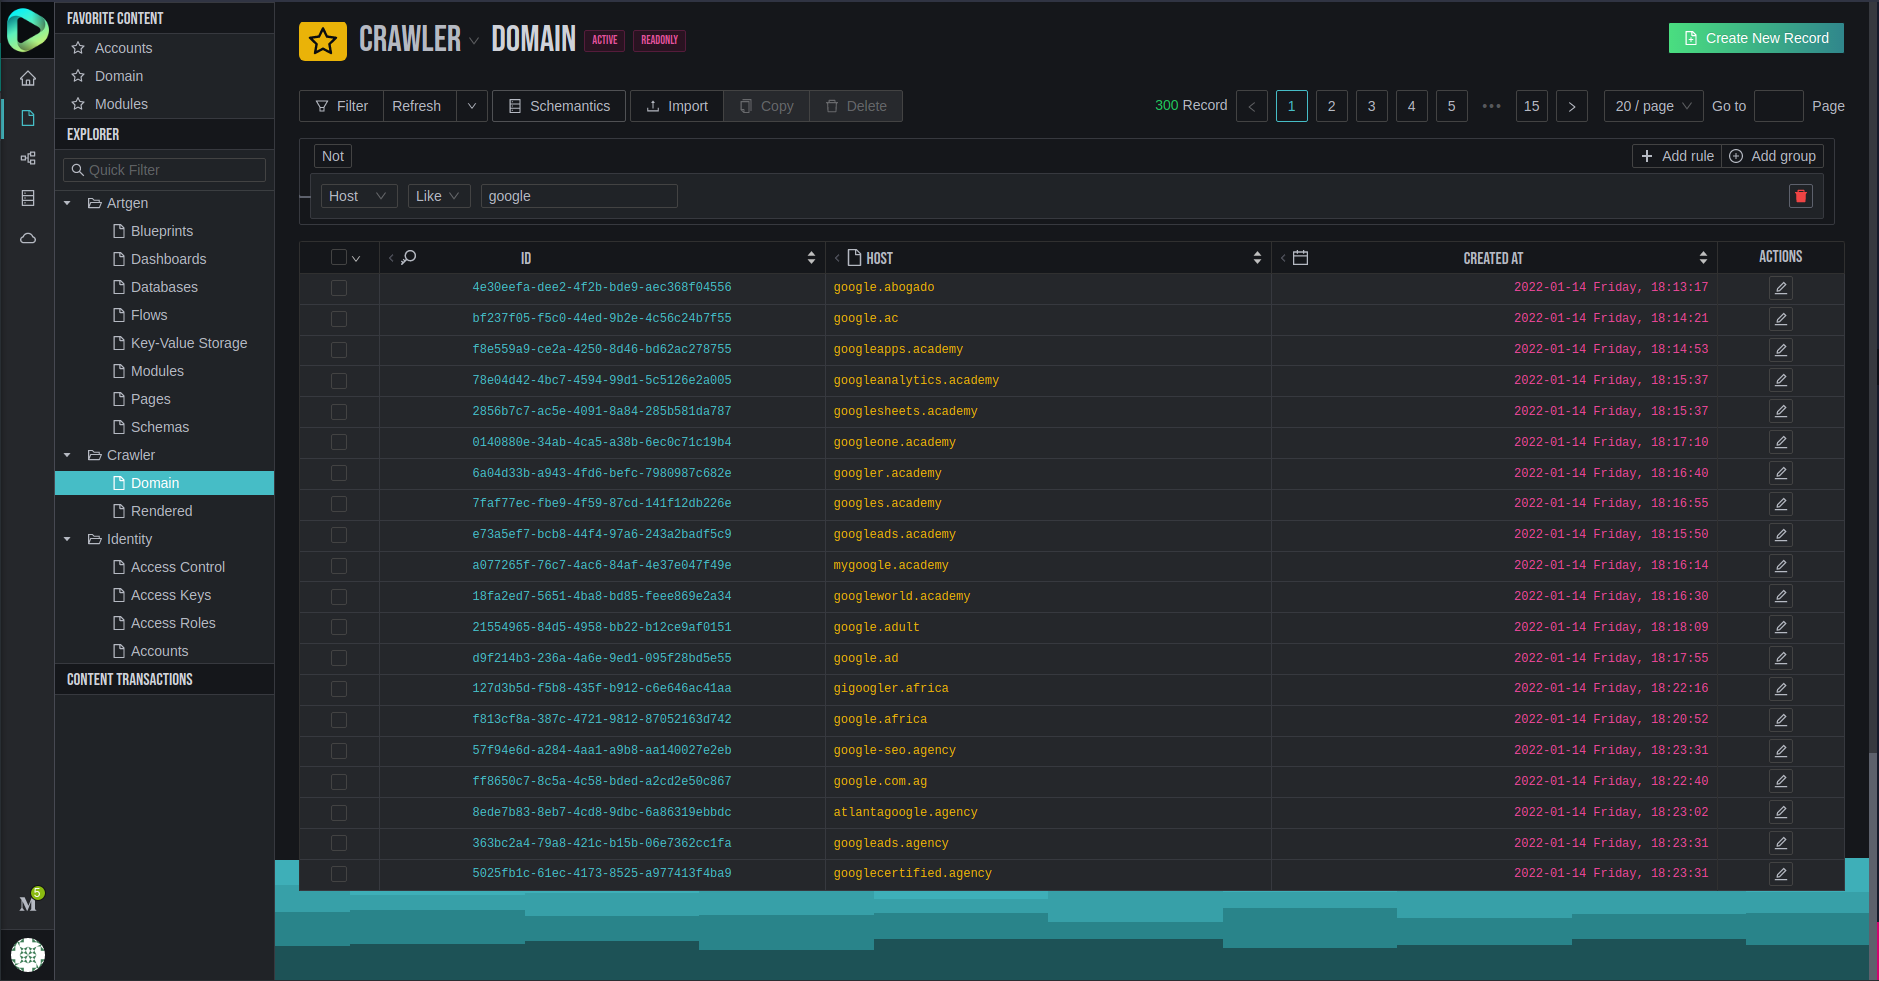 FAVORITE CONTENT
Accounts
Domain
Modules
EXPLORER
Quick Filter
Artgen
Blueprints
Dashboards
Databases
Flows
Key-Value Storage
Modules
Pages
Schemas
Crawler
Domain
Rendered
Identity
Access Control
Access Keys
Access Roles
Accounts
CONTENT TRANSACTIONS
M 5
CRAWLER DOMAIN ACTIVE READONLY
Create New Record
Filter Refresh Schemantics Import Copy Delete
300 Record 1 2 3 4 5 ••• 15 20 / page Go to Page
Not Add rule Add group
Host Like google
ID HOST CREATED AT ACTIONS
4e30eefa-dee2-4f2b-bde9-aec368f04556 google.abogado 2022-01-14 Friday, 18:13:17
bf237f05-f5c0-44ed-9b2e-4c56c24b7f55 google.ac 2022-01-14 Friday, 18:14:21
f8e559a9-ce2a-4250-8d46-bd62ac278755 googleapps.academy 2022-01-14 Friday, 18:14:53
78e04d42-4bc7-4594-99d1-5c5126e2a005 googleanalytics.academy 2022-01-14 Friday, 18:15:37
2856b7c7-ac5e-4091-8a84-285b581da787 googlesheets.academy 2022-01-14 Friday, 18:15:37
0140880e-34ab-4ca5-a38b-6ec0c71c19b4 googleone.academy 2022-01-14 Friday, 18:17:10
6a04d33b-a943-4fd6-befc-7980987c682e googler.academy 2022-01-14 Friday, 18:16:40
7faf77ec-fbe9-4f59-87cd-141f12db226e googles.academy 2022-01-14 Friday, 18:16:55
e73a5ef7-bcb8-44f4-97a6-243a2badf5c9 googleads.academy 2022-01-14 Friday, 18:15:50
a077265f-76c7-4ac6-84af-4e37e047f49e mygoogle.academy 2022-01-14 Friday, 18:16:14
18fa2ed7-5651-4ba8-bd85-feee869e2a34 googleworld.academy 2022-01-14 Friday, 18:16:30
21554965-84d5-4958-bb22-b12ce9af0151 google.adult 2022-01-14 Friday, 18:18:09
d9f214b3-236a-4a6e-9ed1-095f28bd5e55 google.ad 2022-01-14 Friday, 18:17:55
127d3b5d-f5b8-435f-b912-c6e646ac41aa gigoogler.africa 2022-01-14 Friday, 18:22:16
f813cf8a-387c-4721-9812-87052163d742 google.africa 2022-01-14 Friday, 18:20:52
57f94e6d-a284-4aa1-a9b8-aa140027e2eb google-seo.agency 2022-01-14 Friday, 18:23:31
ff8650c7-8c5a-4c58-bded-a2cd2e50c867 google.com.ag 2022-01-14 Friday, 18:22:40
8ede7b83-8eb7-4cd8-9dbc-6a86319ebbdc atlantagoogle.agency 2022-01-14 Friday, 18:23:02
363bc2a4-79a8-421c-b15b-06e7362cc1fa googleads.agency 2022-01-14 Friday, 18:23:31
5025fb1c-61ec-4173-8525-a977413f4ba9 googlecertified.agency 2022-01-14 Friday, 18:23:31